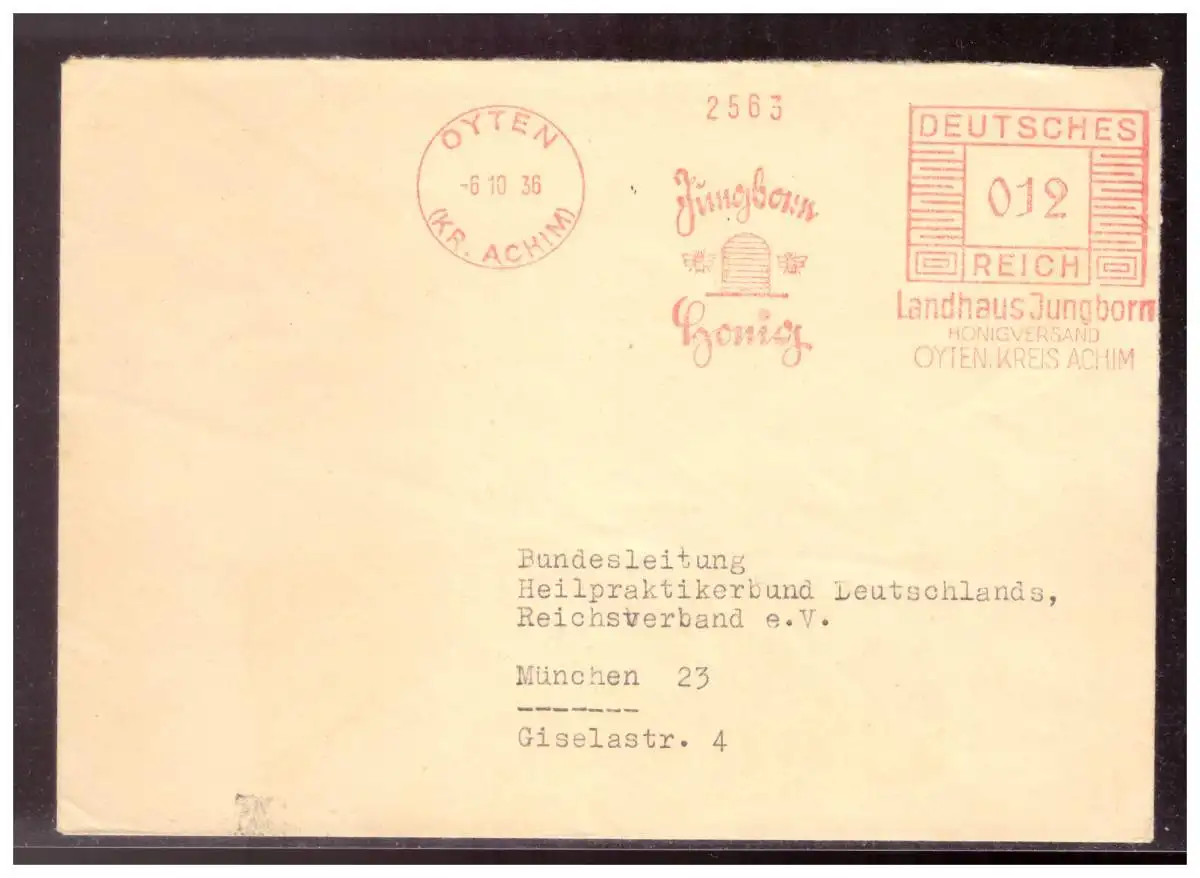 OYTEN
-6 10 36
(KR. ACHIM)
2563
Jungborn
Honig
DEUTSCHES
012
REICH
Landhaus Jungborn
HONIGVERSAND
OYTEN. KREIS ACHIM
Bundesleitung
Heilpraktikerbund Deutschlands,
Reichsverband e.V.
München 23
-------
Giselastr. 4